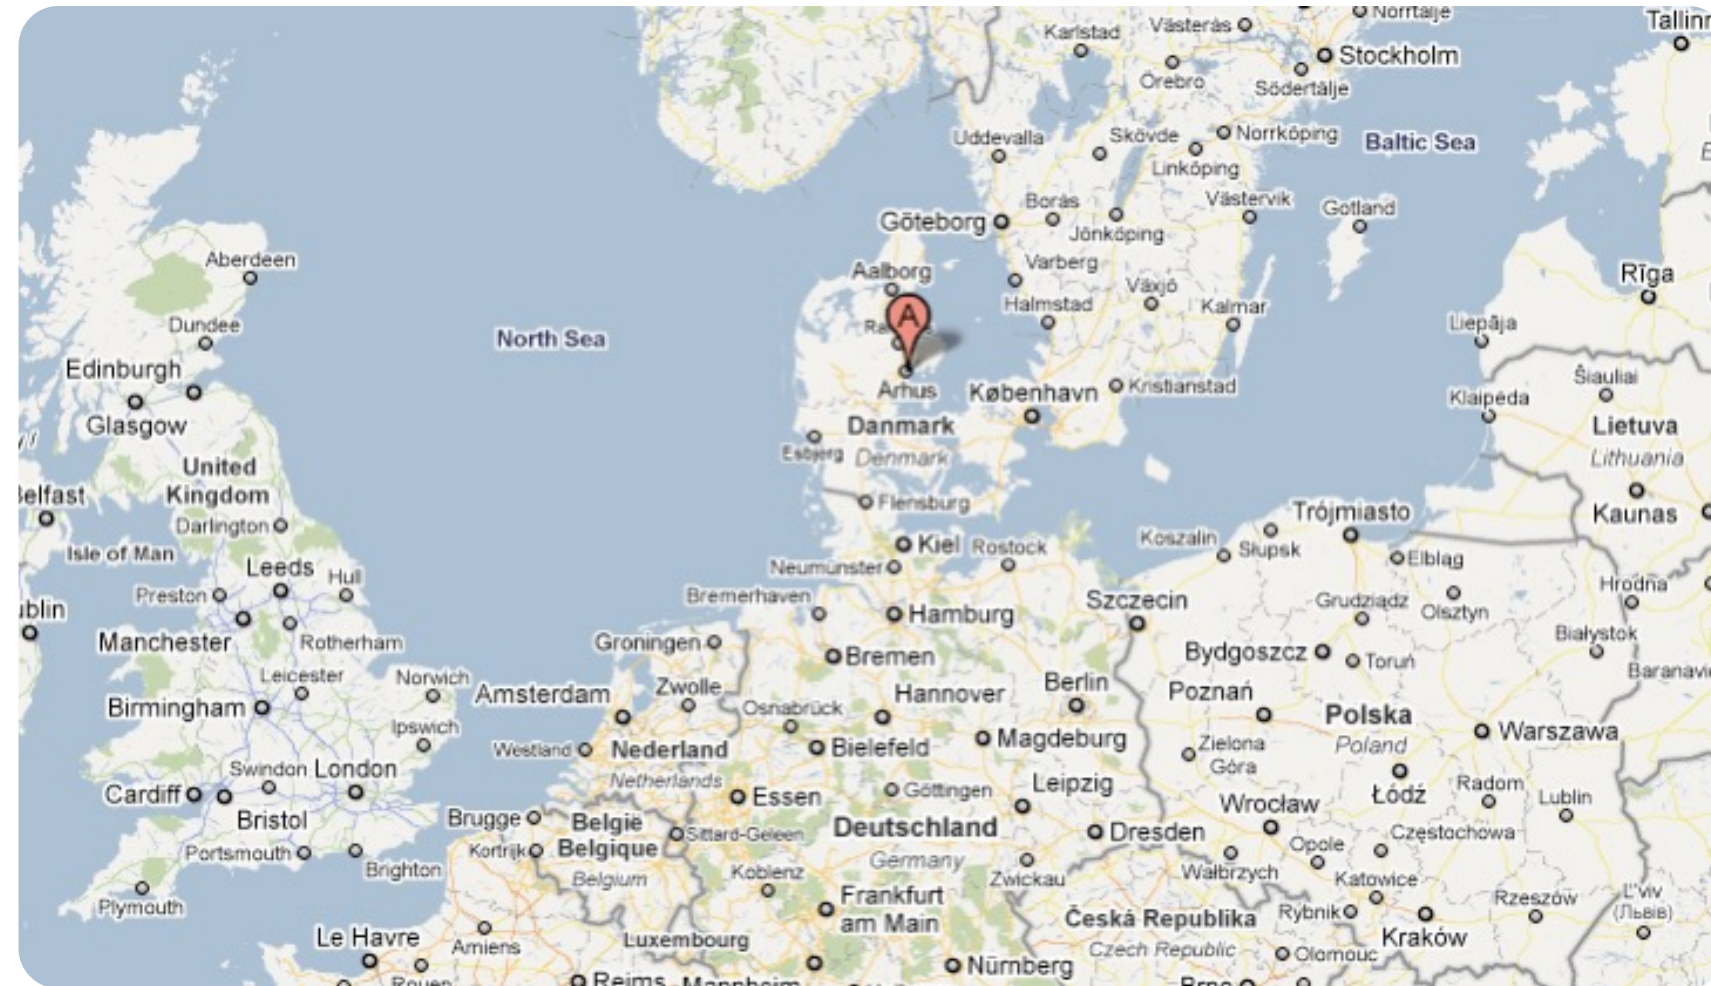 Norrtälje
Tallinn
Karlstad
Västerås
Stockholm
Örebro
Södertälje
Uddevalla
Skövde
Norrköping
Baltic Sea
Linköping
Borås
Västervik
Gotland
Göteborg
Jönköping
Aberdeen
Aalborg
Varberg
Rīga
Växjö
Halmstad
Kalmar
Dundee
A
Liepāja
North Sea
Edinburgh
Arhus
København
Kristianstad
Šiauliai
Klaipėda
Glasgow
Danmark
Denmark
Lietuva
Lithuania
Esbjerg
United
Kingdom
Belfast
Flensburg
Darlington
Trójmiasto
Kaunas
Isle of Man
Kiel
Rostock
Koszalin
Słupsk
Elbląg
Leeds
Hull
Neumünster
Preston
Bremerhaven
Hamburg
Szczecin
Grudziądz
Olsztyn
Hrodna
ublin
Manchester
Rotherham
Groningen
Bremen
Bydgoszcz
Toruń
Białystok
Baranavi
Leicester
Norwich
Amsterdam
Zwolle
Hannover
Berlin
Poznań
Birmingham
Osnabrück
Polska
Poland
Warszawa
Ipswich
Westland
Nederland
Netherlands
Bielefeld
Magdeburg
Zielona
Góra
Swindon
London
Cardiff
Essen
Göttingen
Leipzig
Łódź
Radom
Lublin
Bristol
Brugge
België
Belgique
Belgium
Sittard-Geleen
Deutschland
Germany
Dresden
Wrocław
Częstochowa
Opole
Portsmouth
Brighton
Kortrijk
Koblenz
Zwickau
Wałbrzych
Katowice
Plymouth
Frankfurt
am Main
Česká Republika
Czech Republic
Rybnik
Kraków
Rzeszów
L'viv
(Львів)
Le Havre
Amiens
Luxembourg
Nürnberg
Olomouc
Rouen
Reims
Mannheim
Brno